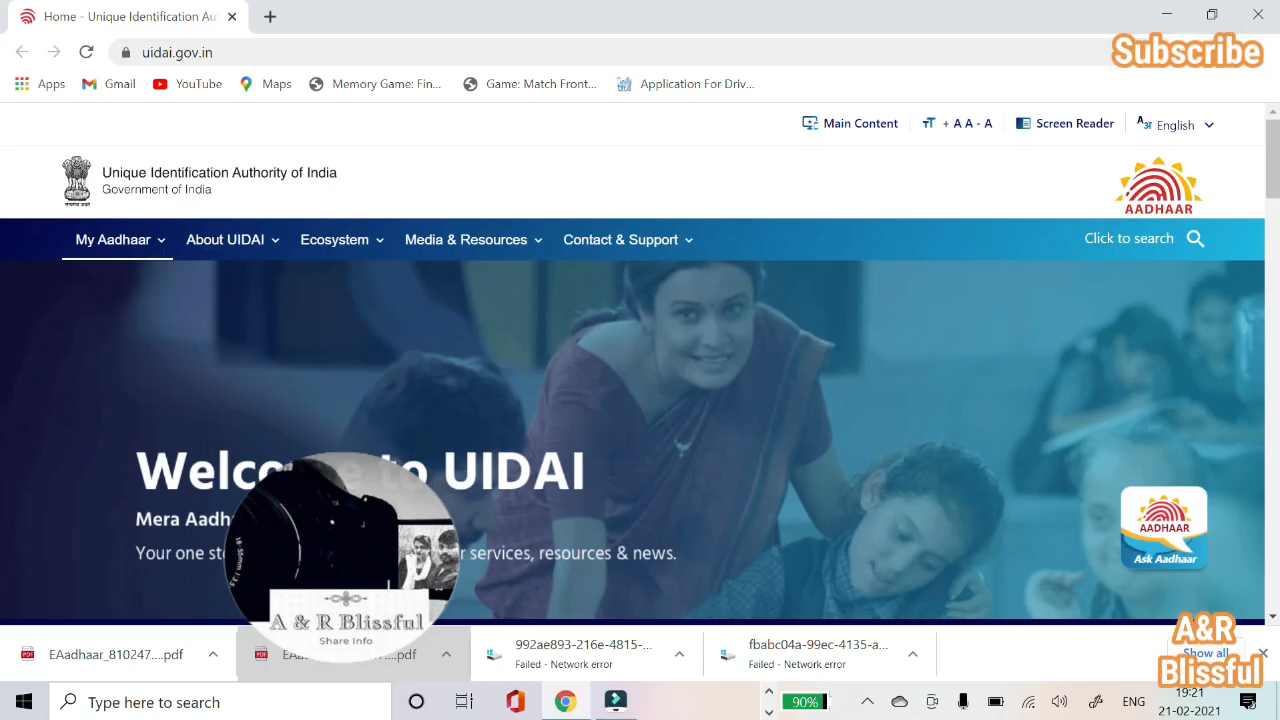 Home - Unique Identification Au
uidai.gov.in
Subscribe
Apps
Gmail
YouTube
Maps
Memory Game: Fin...
Game: Match Front...
Application For Driv...
Main Content
TT + A A - A
Screen Reader
English
Unique Identification Authority of India
Government of India
सत्यमेव जयते
AADHAAR
My Aadhaar
About UIDAI
Ecosystem
Media & Resources
Contact & Support
Click to search
to UIDAI
Mera
Your one
services, resources & news.
AADHAAR
Ask Aadhaar
A & R Blissful
Share Info
A&R
Blissful
EAadhaar_810247....pdf
....pdf
992ae893-216e-4815-...
Failed - Network error
fbabc04a-99ec-4135-a...
Failed - Network error
Show all
Type here to search
90%
ENG
19:21
21-02-2021